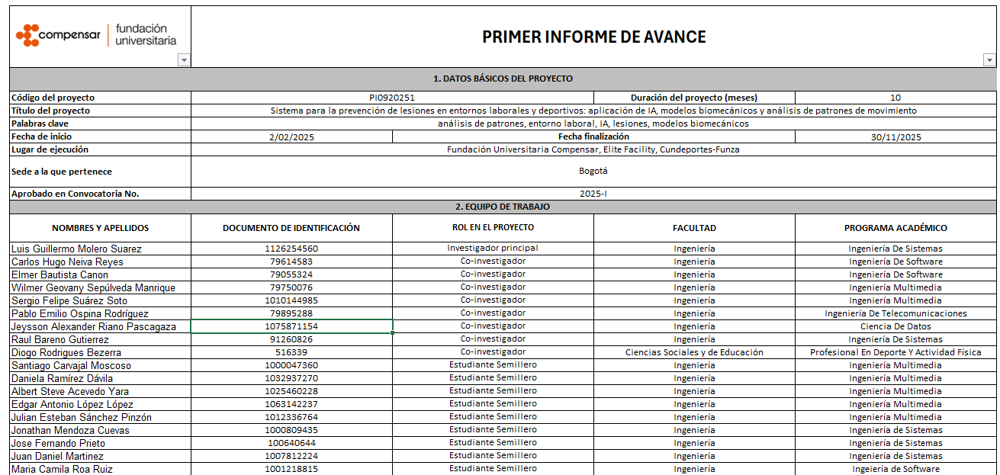 compensar fundación universitaria
PRIMER INFORME DE AVANCE
1. DATOS BÁSICOS DEL PROYECTO
Código del proyecto PI0920251 Duración del proyecto (meses) 10
Título del proyecto Sistema para la prevención de lesiones en entornos laborales y deportivos: aplicación de IA, modelos biomecánicos y análisis de patrones de movimiento
Palabras clave análisis de patrones, entorno laboral, IA, lesiones, modelos biomecánicos
Fecha de inicio 2/02/2025 Fecha finalización 30/11/2025
Lugar de ejecución Fundación Universitaria Compensar, Elite Facility, Cundeportes-Funza
Sede a la que pertenece Bogotá
Aprobado en Convocatoria No. 2025-I
2. EQUIPO DE TRABAJO
NOMBRES Y APELLIDOS DOCUMENTO DE IDENTIFICACIÓN ROL EN EL PROYECTO FACULTAD PROGRAMA ACADÉMICO
Luis Guillermo Molero Suarez 1126254560 Investigador principal Ingeniería Ingeniería De Sistemas
Carlos Hugo Neiva Reyes 79614583 Co-investigador Ingeniería Ingeniería De Software
Elmer Bautista Canon 79055324 Co-investigador Ingeniería Ingeniería De Software
Wilmer Geovany Sepúlveda Manrique 79750076 Co-investigador Ingeniería Ingeniería Multimedia
Sergio Felipe Suárez Soto 1010144985 Co-investigador Ingeniería Ingeniería Multimedia
Pablo Emilio Ospina Rodríguez 79895288 Co-investigador Ingeniería Ingeniería De Telecomunicaciones
Jeysson Alexander Riano Pascagaza 1075871154 Co-investigador Ingeniería Ciencia De Datos
Raul Bareno Gutierrez 91260826 Co-investigador Ingeniería Ingeniería De Sistemas
Diogo Rodrigues Bezerra 516339 Co-investigador Ciencias Sociales y de Educación Profesional En Deporte Y Actividad Física
Santiago Carvajal Moscoso 1000047360 Estudiante Semillero Ingeniería Ingeniería Multimedia
Daniela Ramírez Dávila 1032937270 Estudiante Semillero Ingeniería Ingeniería Multimedia
Albert Steve Acevedo Yara 1025460228 Estudiante Semillero Ingeniería Ingeniería Multimedia
Edgar Antonio López López 1063142237 Estudiante Semillero Ingeniería Ingeniería Multimedia
Julian Esteban Sánchez Pinzón 1012336764 Estudiante Semillero Ingeniería Ingeniería Multimedia
Jonathan Mendoza Cuevas 1000809435 Estudiante Semillero Ingeniería Ingeniería de Sistemas
Jose Fernando Prieto 100640644 Estudiante Semillero Ingeniería Ingeniería de Sistemas
Juan Daniel Martinez 1007812224 Estudiante Semillero Ingeniería Ingeniería de Sistemas
Maria Camila Roa Ruiz 1001218815 Estudiante Semillero Ingeniería Ingeiería de Software